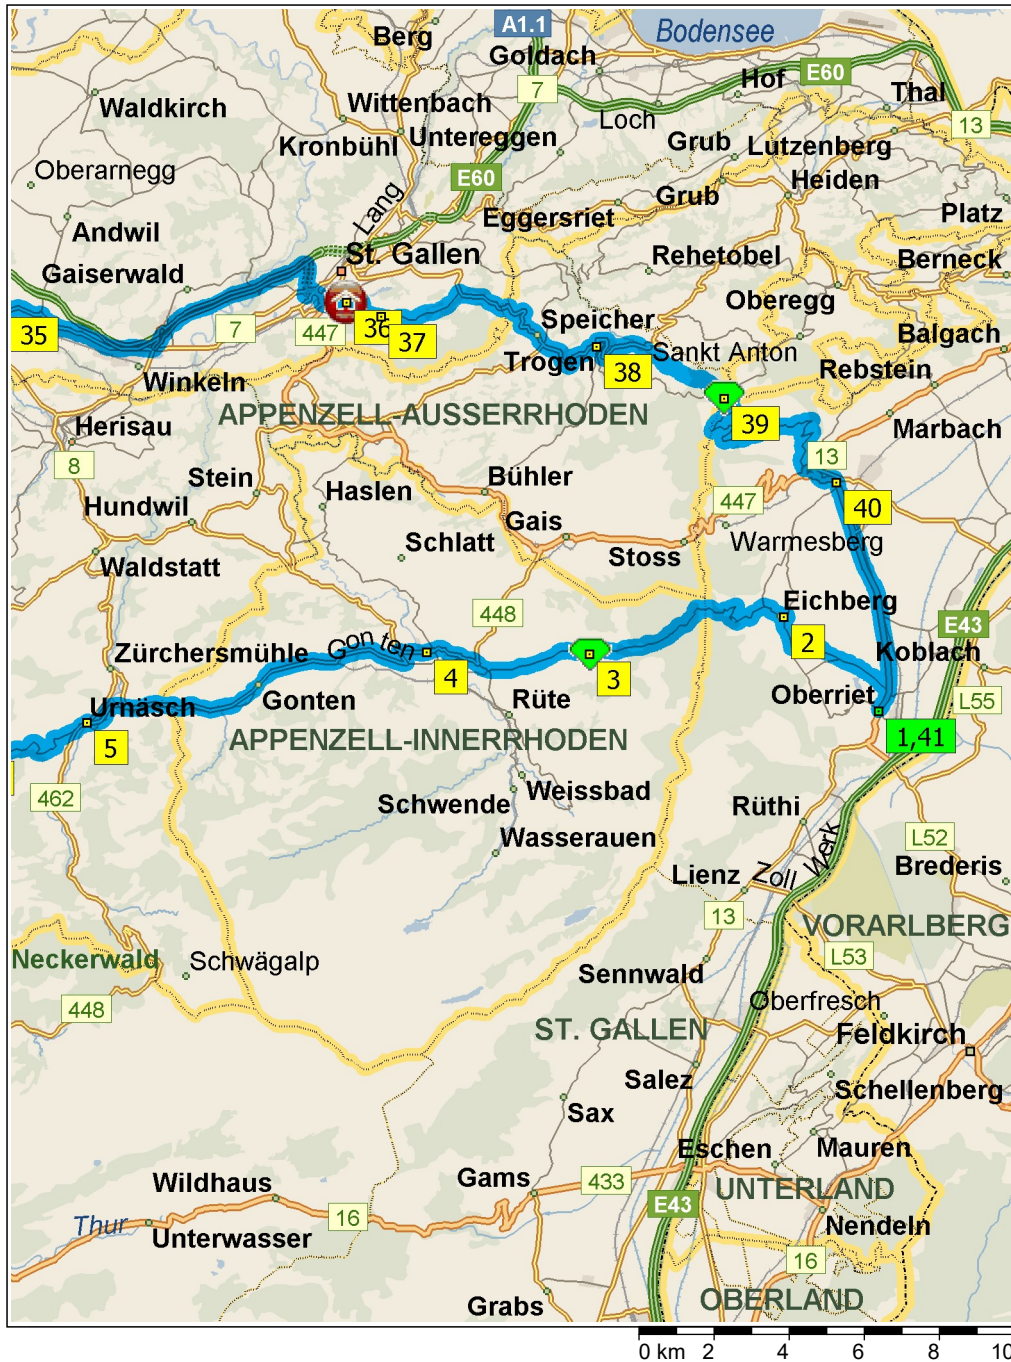 A1.1
Bodensee
Berg
Goldach
E60
Hof
Thal
7
Waldkirch
Wittenbach
Loch
13
Kronbühl
Untereggen
Grub
Lutzenberg
Oberarnegg
E60
Heiden
Lang
Grub
Eggersriet
Platz
Andwil
St. Gallen
Rehetobel
Berneck
Gaiserwald
Oberegg
35
7
447
36
37
Speicher
Balgach
Trogen
38
Sankt Anton
Rebstein
Winkeln
APPENZELL-AUSSERRHODEN
39
Marbach
Herisau
8
13
Stein
Haslen
Bühler
447
40
Hundwil
Gais
Schlatt
Stoss
Warmesberg
Waldstatt
448
Eichberg
E43
Zürchersmühle
Gon ten
2
Koblach
4
3
Gonten
Rüte
Oberriet
L55
Urnäsch
5
APPENZELL-INNERRHODEN
1,41
462
Weissbad
Schwende
Rüthi
Wasserauen
Werk
L52
Lienz
Zoll
Brederis
13
VORARLBERG
Neckerwald
Schwägalp
L53
Sennwald
448
Oberfresch
ST. GALLEN
Feldkirch
Salez
Schellenberg
Sax
Eschen
Mauren
Wildhaus
Gams
433
UNTERLAND
E43
Thur
16
Nendeln
Unterwasser
16
OBERLAND
Grabs
0 km 2 4 6 8 10